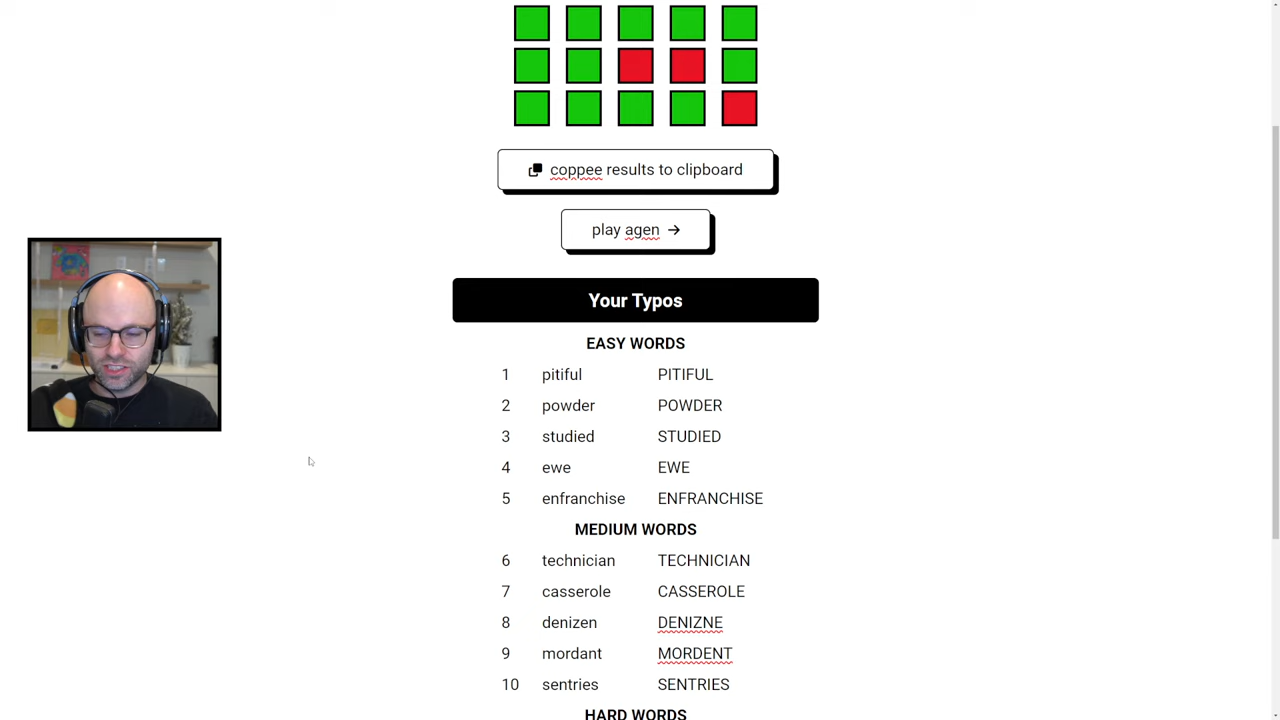 coppee results to clipboard
play agen →
Your Typos
EASY WORDS
1 pitiful PITIFUL
2 powder POWDER
3 studied STUDIED
4 ewe EWE
5 enfranchise ENFRANCHISE
MEDIUM WORDS
6 technician TECHNICIAN
7 casserole CASSEROLE
8 denizen DENIZNE
9 mordant MORDENT
10 sentries SENTRIES
HARD WORDS